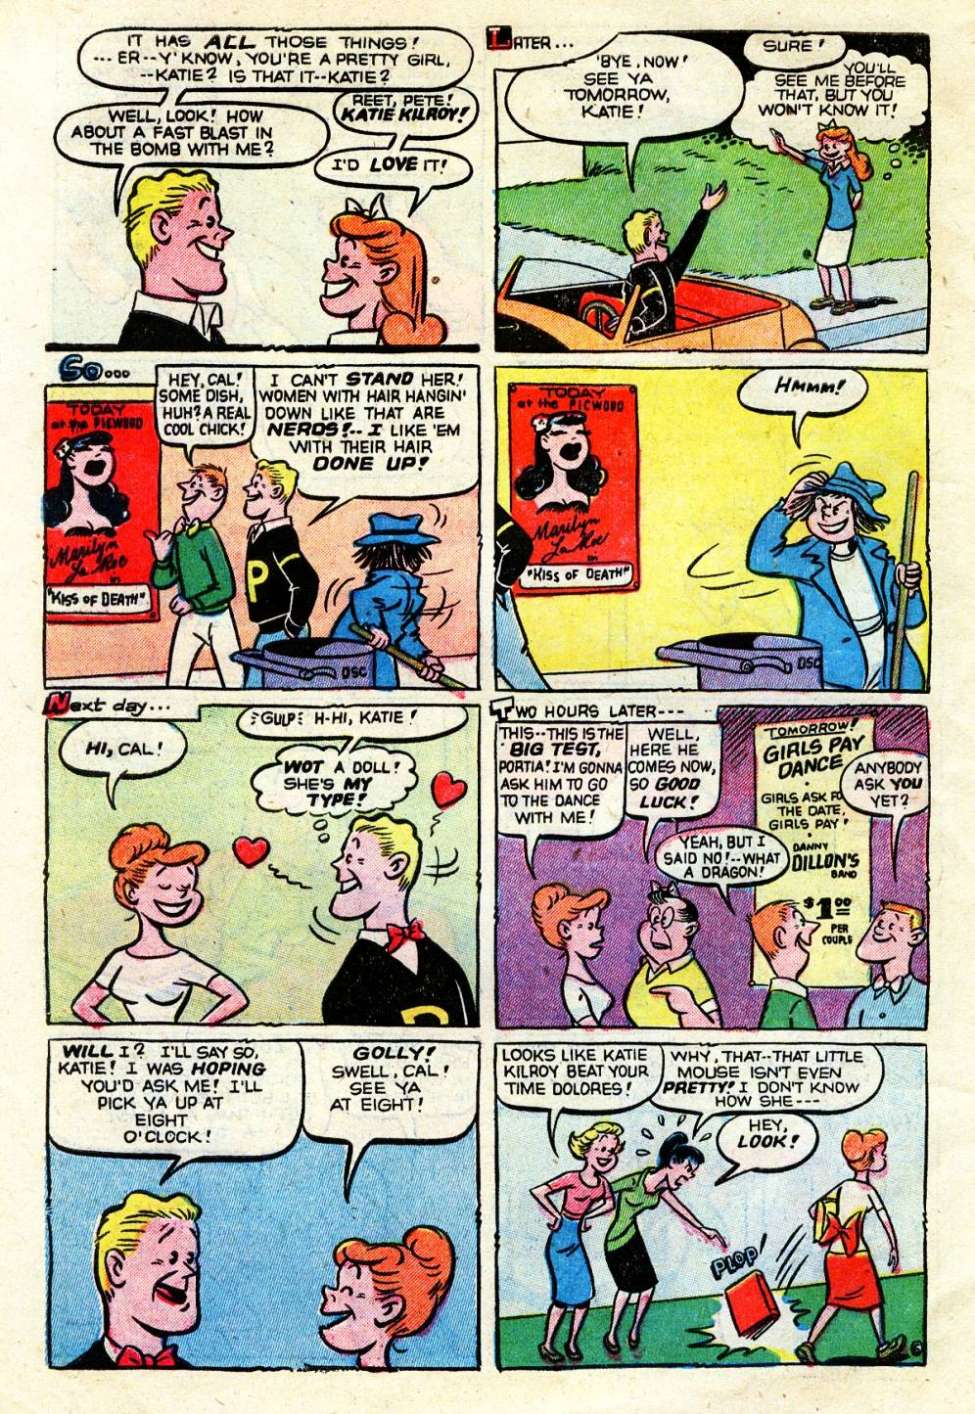 IT HAS ALL THOSE THINGS!
--- ER--Y' KNOW, YOU'RE A PRETTY GIRL,
--KATIE? IS THAT IT--KATIE?
WELL, LOOK! HOW
ABOUT A FAST BLAST IN
THE BOMB WITH ME?
REET, PETE!
KATIE KILROY!
I'D LOVE IT!
LATER...
'BYE, NOW!
SEE YA
TOMORROW,
KATIE!
SURE!
YOU'LL
SEE ME BEFORE
THAT, BUT YOU
WON'T KNOW IT!
SO...
HEY, CAL!
SOME DISH,
HUH? A REAL
COOL CHICK!
I CAN'T STAND HER!
WOMEN WITH HAIR HANGIN'
DOWN LIKE THAT ARE
NERDS!-- I LIKE 'EM
WITH THEIR HAIR
DONE UP!
TODAY
at the PICWOOD
Marilyn
La Roe
in
"KISS OF DEATH"
P
DSC
HMMM!
TODAY
at the PICWOOD
Marilyn
La Roe
in
"KISS OF DEATH"
DSC
Next day...
HI, CAL!
GULP! H-HI, KATIE!
WOT A DOLL!
SHE'S MY
TYPE!
P
TWO HOURS LATER---
THIS--THIS IS THE
BIG TEST,
PORTIA! I'M GONNA
ASK HIM TO GO
TO THE DANCE
WITH ME!
WELL,
HERE HE
COMES NOW,
SO GOOD
LUCK!
YEAH, BUT I
SAID NO!--WHAT
A DRAGON!
TOMORROW!
GIRLS PAY
DANCE
GIRLS ASK FO
THE DATE,
GIRLS PAY!
DANNY
DILLON'S
BAND
$1.00
PER
COUPLE
ANYBODY
ASK YOU
YET?
WILL I? I'LL SAY SO,
KATIE! I WAS HOPING
YOU'D ASK ME! I'LL
PICK YA UP AT
EIGHT
O'CLOCK!
GOLLY!
SWELL, CAL!
SEE YA
AT EIGHT!
LOOKS LIKE KATIE
KILROY BEAT YOUR
TIME DOLORES!
WHY, THAT--THAT LITTLE
MOUSE ISN'T EVEN
PRETTY! I DON'T KNOW
HOW SHE---
HEY,
LOOK!
PLOP!
6